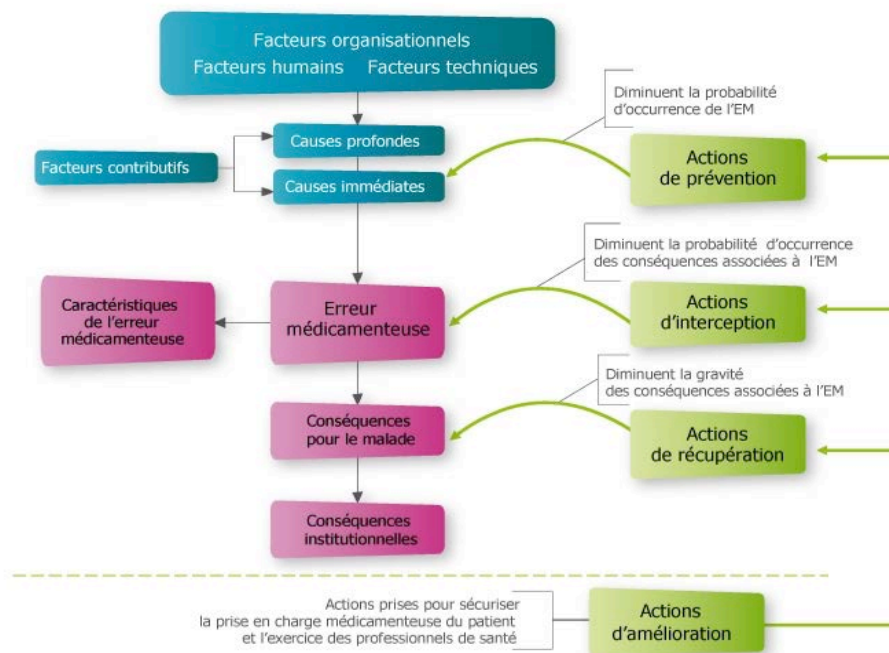 Facteurs organisationnels
Facteurs humains Facteurs techniques
Diminuent la probabilité
d'occurrence de l'EM
Causes profondes
Facteurs contributifs
Causes immédiates
Actions
de prévention
Diminuent la probabilité d'occurrence
des conséquences associées à l'EM
Caractéristiques
de l'erreur
médicamenteuse
Erreur
médicamenteuse
Actions
d'interception
Diminuent la gravité
des conséquences associées à l'EM
Conséquences
pour le malade
Actions
de récupération
Conséquences
institutionnelles
Actions prises pour sécuriser
la prise en charge médicamenteuse du patient
et l'exercice des professionnels de santé
Actions
d'amélioration